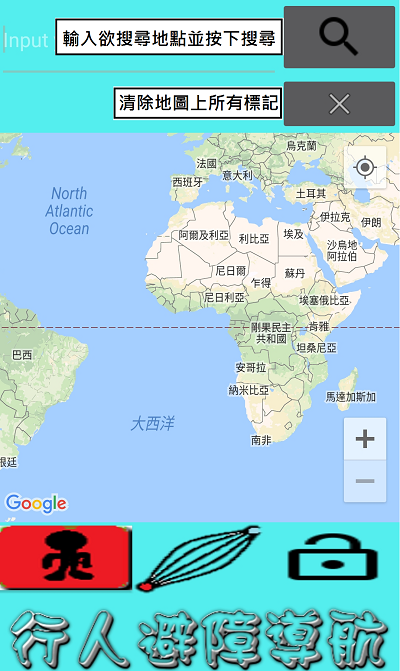 Input
輸入欲搜尋地點並按下搜尋
清除地圖上所有標記
烏克蘭
法國
North
Atlantic
Ocean
西班牙
意大利
土耳其
伊拉克
伊朗
阿爾及利亞
利比亞
埃及
沙烏地
阿拉伯
尼日爾
乍得
蘇丹
尼日利亞
埃塞俄比亞
剛果民主
共和國
肯雅
坦桑尼亞
巴西
安哥拉
納米比亞
馬達加斯加
大西洋
南非
根廷
Google
行人避障導航